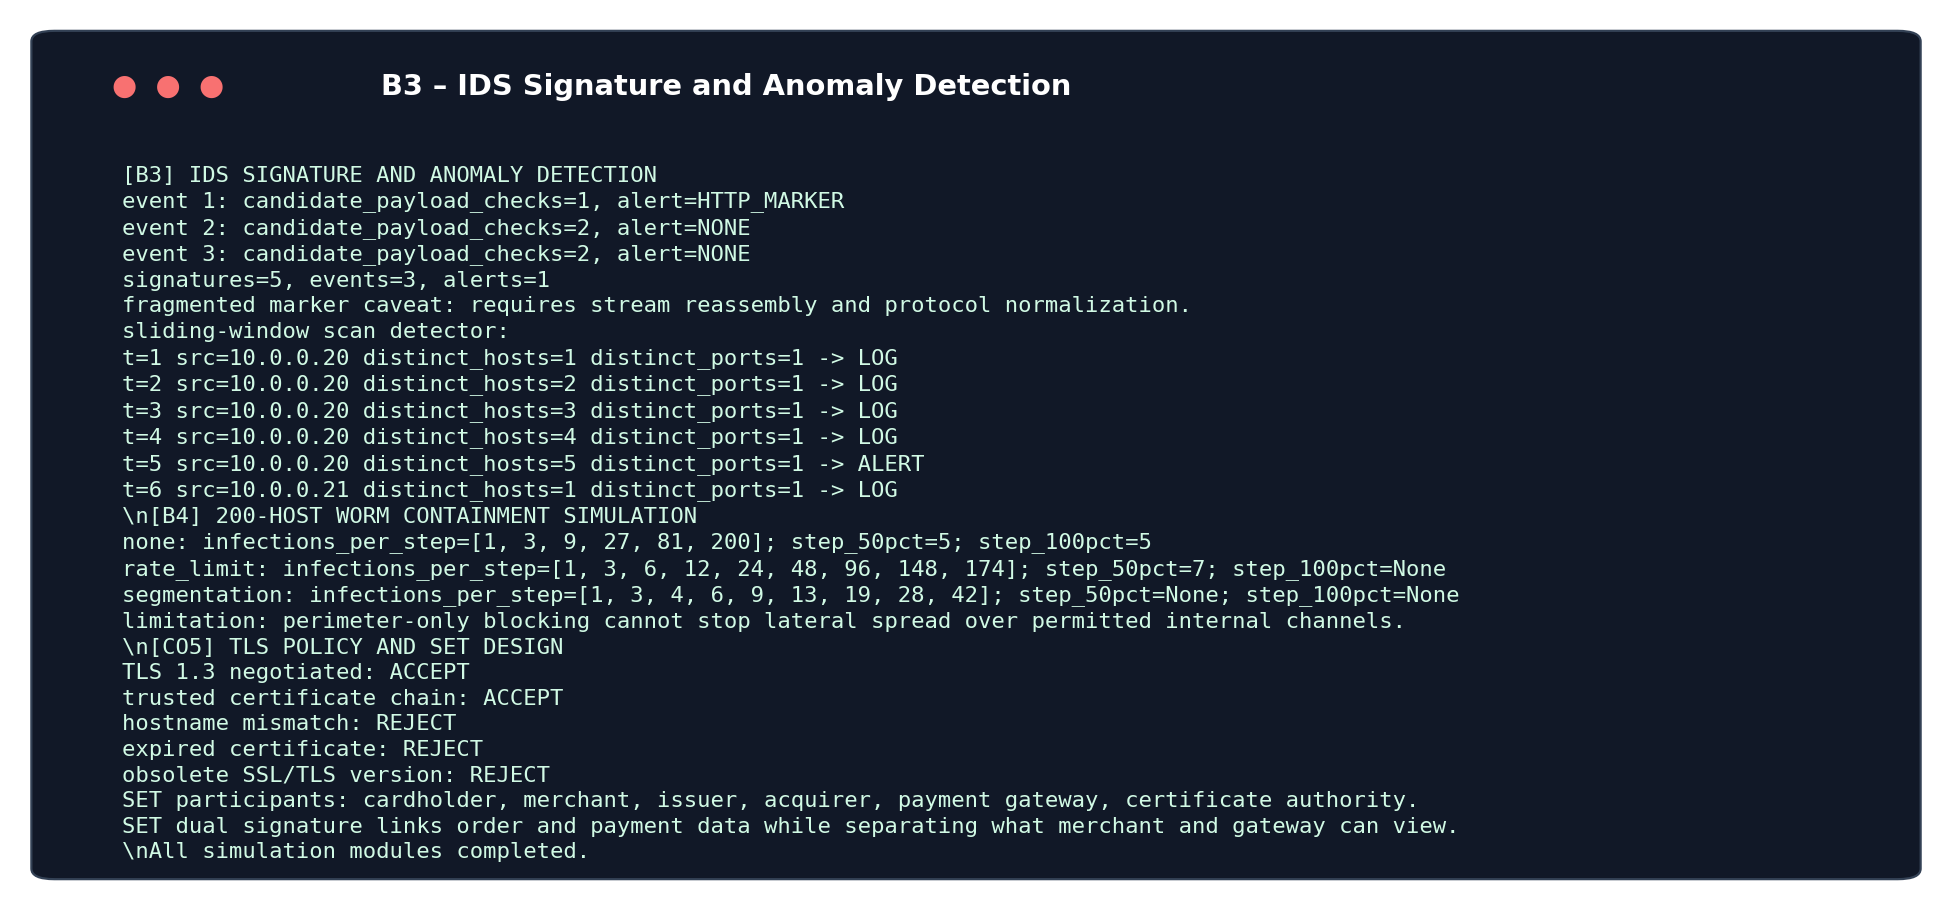 B3 – IDS Signature and Anomaly Detection
[B3] IDS SIGNATURE AND ANOMALY DETECTION
event 1: candidate_payload_checks=1, alert=HTTP_MARKER
event 2: candidate_payload_checks=2, alert=NONE
event 3: candidate_payload_checks=2, alert=NONE
signatures=5, events=3, alerts=1
fragmented marker caveat: requires stream reassembly and protocol normalization.
sliding-window scan detector:
t=1 src=10.0.0.20 distinct_hosts=1 distinct_ports=1 -> LOG
t=2 src=10.0.0.20 distinct_hosts=2 distinct_ports=1 -> LOG
t=3 src=10.0.0.20 distinct_hosts=3 distinct_ports=1 -> LOG
t=4 src=10.0.0.20 distinct_hosts=4 distinct_ports=1 -> LOG
t=5 src=10.0.0.20 distinct_hosts=5 distinct_ports=1 -> ALERT
t=6 src=10.0.0.21 distinct_hosts=1 distinct_ports=1 -> LOG
\n[B4] 200-HOST WORM CONTAINMENT SIMULATION
none: infections_per_step=[1, 3, 9, 27, 81, 200]; step_50pct=5; step_100pct=5
rate_limit: infections_per_step=[1, 3, 6, 12, 24, 48, 96, 148, 174]; step_50pct=7; step_100pct=None
segmentation: infections_per_step=[1, 3, 4, 6, 9, 13, 19, 28, 42]; step_50pct=None; step_100pct=None
limitation: perimeter-only blocking cannot stop lateral spread over permitted internal channels.
\n[CO5] TLS POLICY AND SET DESIGN
TLS 1.3 negotiated: ACCEPT
trusted certificate chain: ACCEPT
hostname mismatch: REJECT
expired certificate: REJECT
obsolete SSL/TLS version: REJECT
SET participants: cardholder, merchant, issuer, acquirer, payment gateway, certificate authority.
SET dual signature links order and payment data while separating what merchant and gateway can view.
\nAll simulation modules completed.